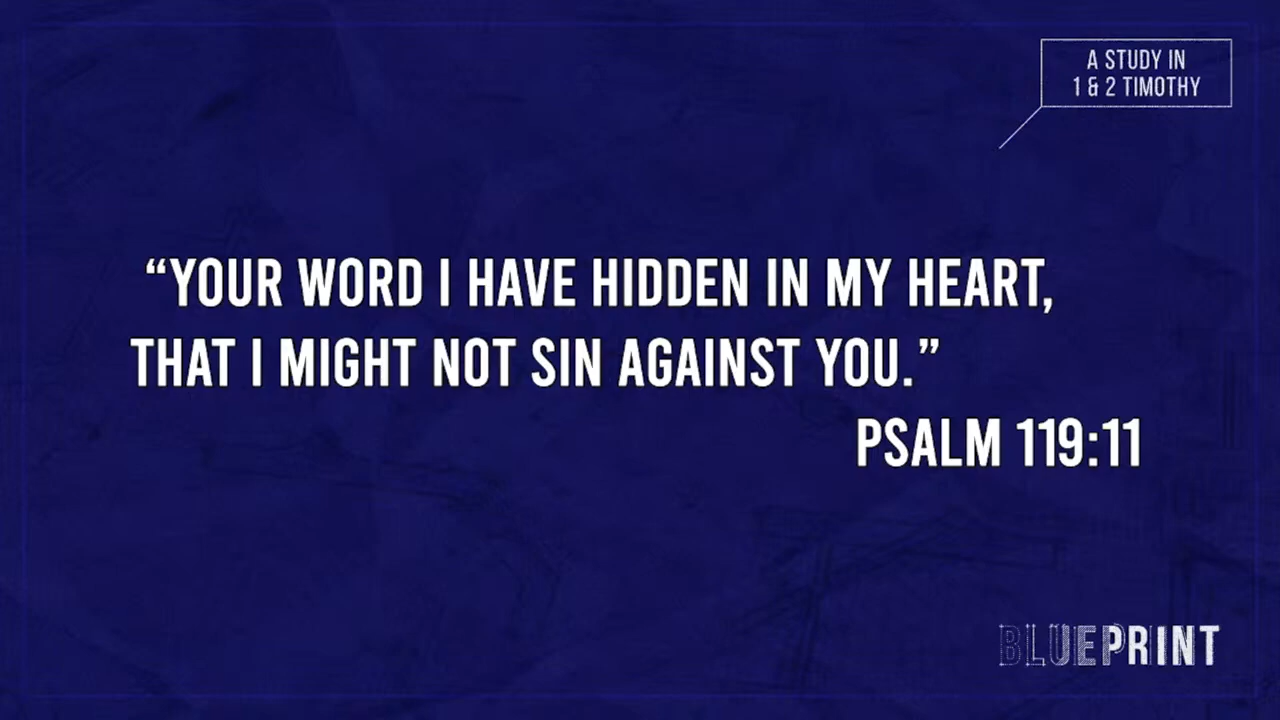 A STUDY IN
1 & 2 TIMOTHY
“YOUR WORD I HAVE HIDDEN IN MY HEART,
THAT I MIGHT NOT SIN AGAINST YOU.”
PSALM 119:11
BLUEPRINT